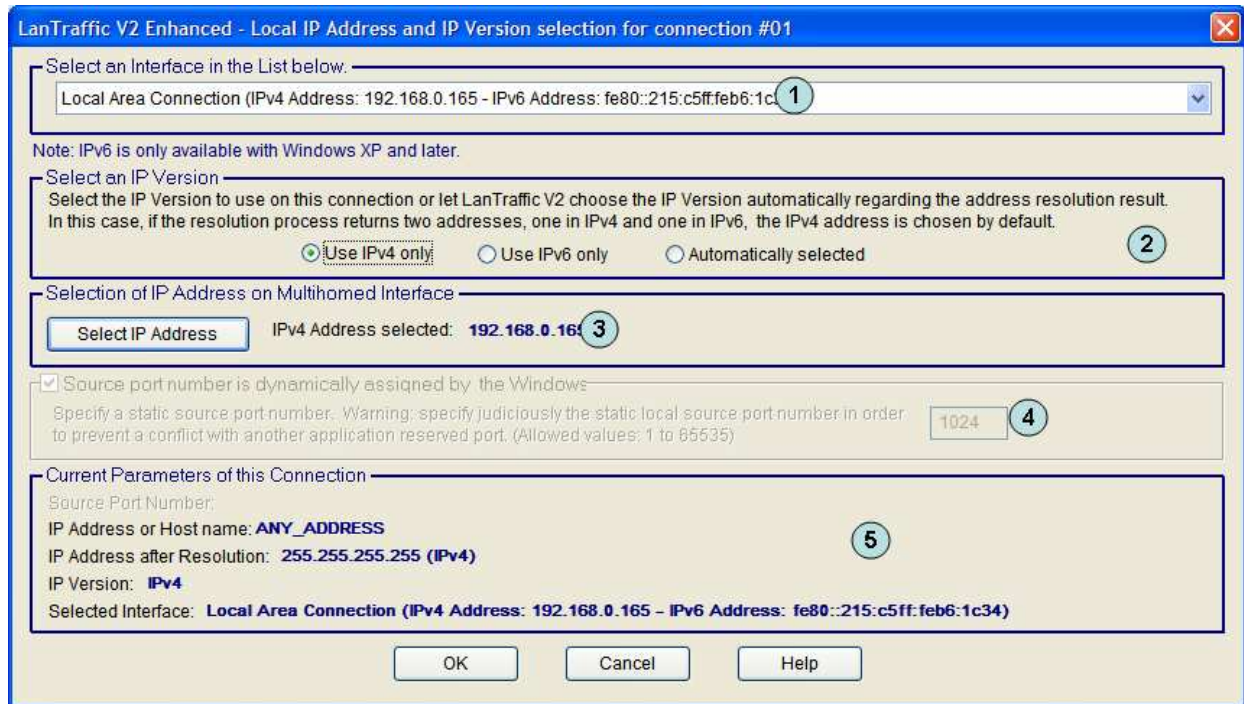 LanTraffic V2 Enhanced - Local IP Address and IP Version selection for connection #01
Select an Interface in the List below.
Local Area Connection (IPv4 Address: 192.168.0.165 - IPv6 Address: fe80::215:c5ff:feb6:1c
1
Note: IPv6 is only available with Windows XP and later.
Select an IP Version
Select the IP Version to use on this connection or let LanTraffic V2 choose the IP Version automatically regarding the address resolution result.
In this case, if the resolution process returns two addresses, one in IPv4 and one in IPv6, the IPv4 address is chosen by default.
2
Use IPv4 only Use IPv6 only Automatically selected
Selection of IP Address on Multihomed Interface
Select IP Address IPv4 Address selected: 192.168.0.165 3
Source port number is dynamically assigned by the Windows
Specify a static source port number. Warning: specify judiciously the static local source port number in order
to prevent a conflict with another application reserved port. (Allowed values: 1 to 65535)
1024 4
Current Parameters of this Connection
Source Port Number:
IP Address or Host name: ANY_ADDRESS
5
IP Address after Resolution: 255.255.255.255 (IPv4)
IP Version: IPv4
Selected Interface: Local Area Connection (IPv4 Address: 192.168.0.165 - IPv6 Address: fe80::215:c5ff:feb6:1c34)
OK Cancel Help